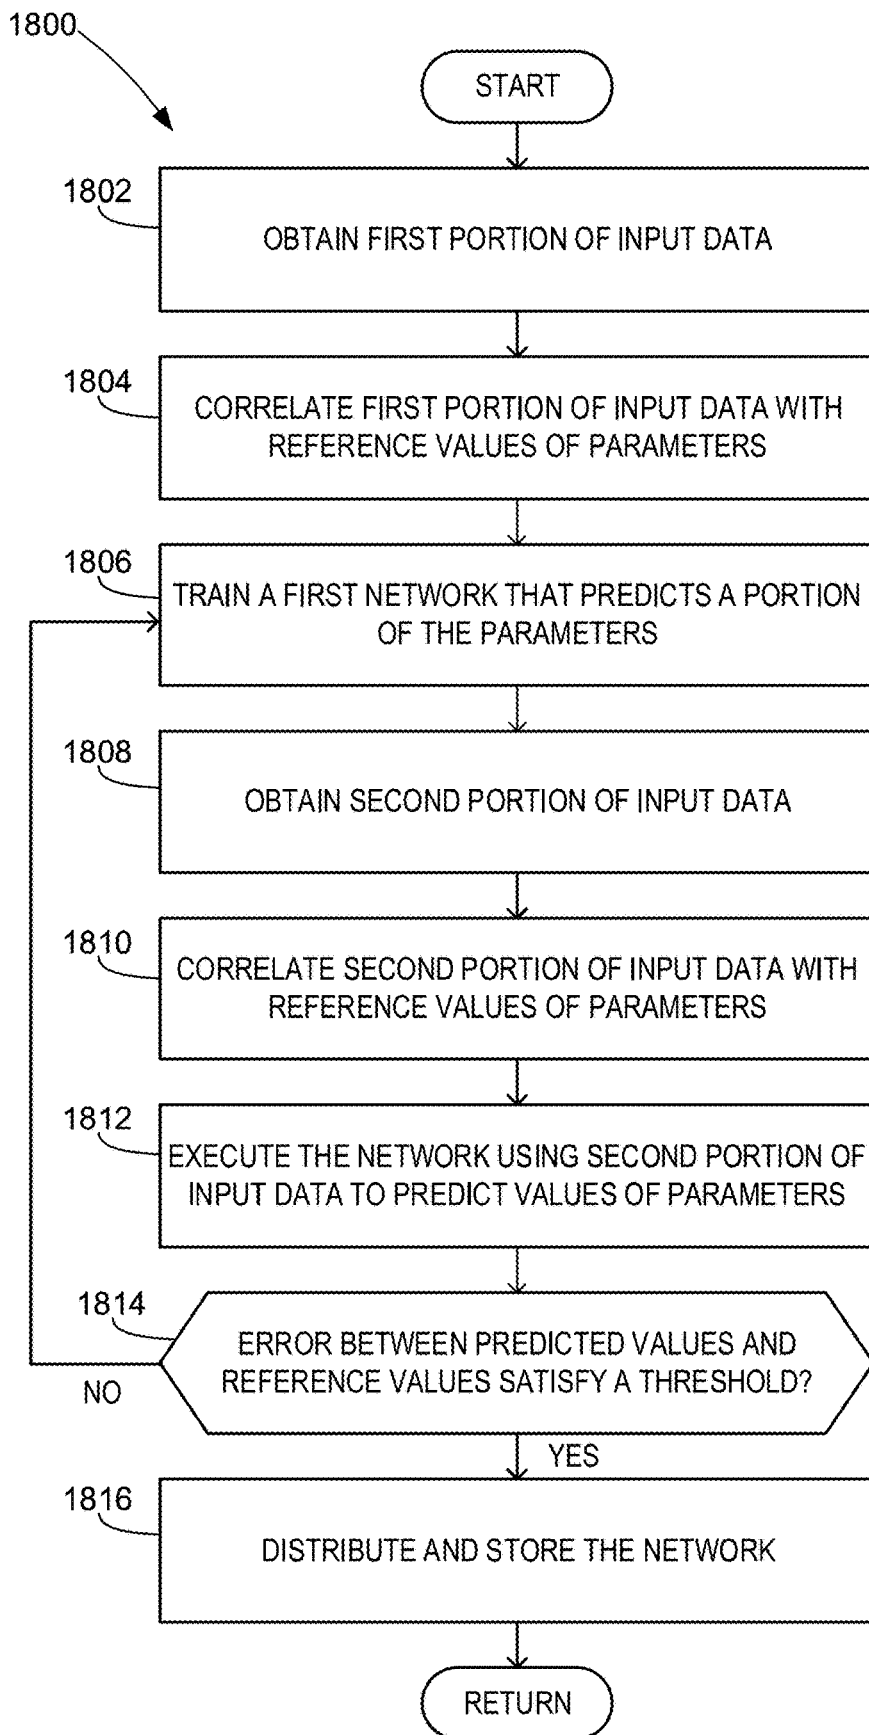 1800
START
1802
OBTAIN FIRST PORTION OF INPUT DATA
1804
CORRELATE FIRST PORTION OF INPUT DATA WITH
REFERENCE VALUES OF PARAMETERS
1806
TRAIN A FIRST NETWORK THAT PREDICTS A PORTION
OF THE PARAMETERS
1808
OBTAIN SECOND PORTION OF INPUT DATA
1810
CORRELATE SECOND PORTION OF INPUT DATA WITH
REFERENCE VALUES OF PARAMETERS
1812
EXECUTE THE NETWORK USING SECOND PORTION OF
INPUT DATA TO PREDICT VALUES OF PARAMETERS
1814
ERROR BETWEEN PREDICTED VALUES AND
REFERENCE VALUES SATISFY A THRESHOLD?
NO
YES
1816
DISTRIBUTE AND STORE THE NETWORK
RETURN